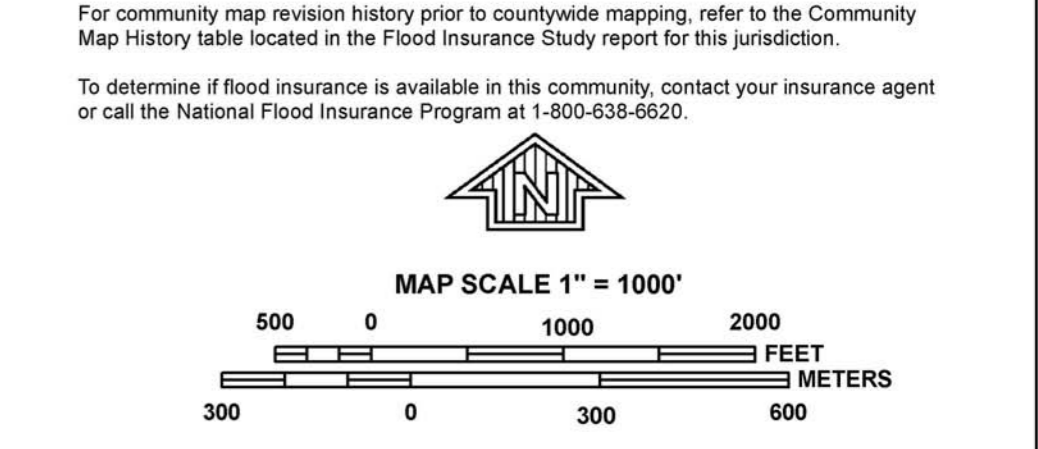 For community map revision history prior to countywide mapping, refer to the Community
Map History table located in the Flood Insurance Study report for this jurisdiction.
To determine if flood insurance is available in this community, contact your insurance agent
or call the National Flood Insurance Program at 1-800-638-6620.
N
MAP SCALE 1" = 1000'
500 0 1000 2000
FEET
METERS
300 0 300 600